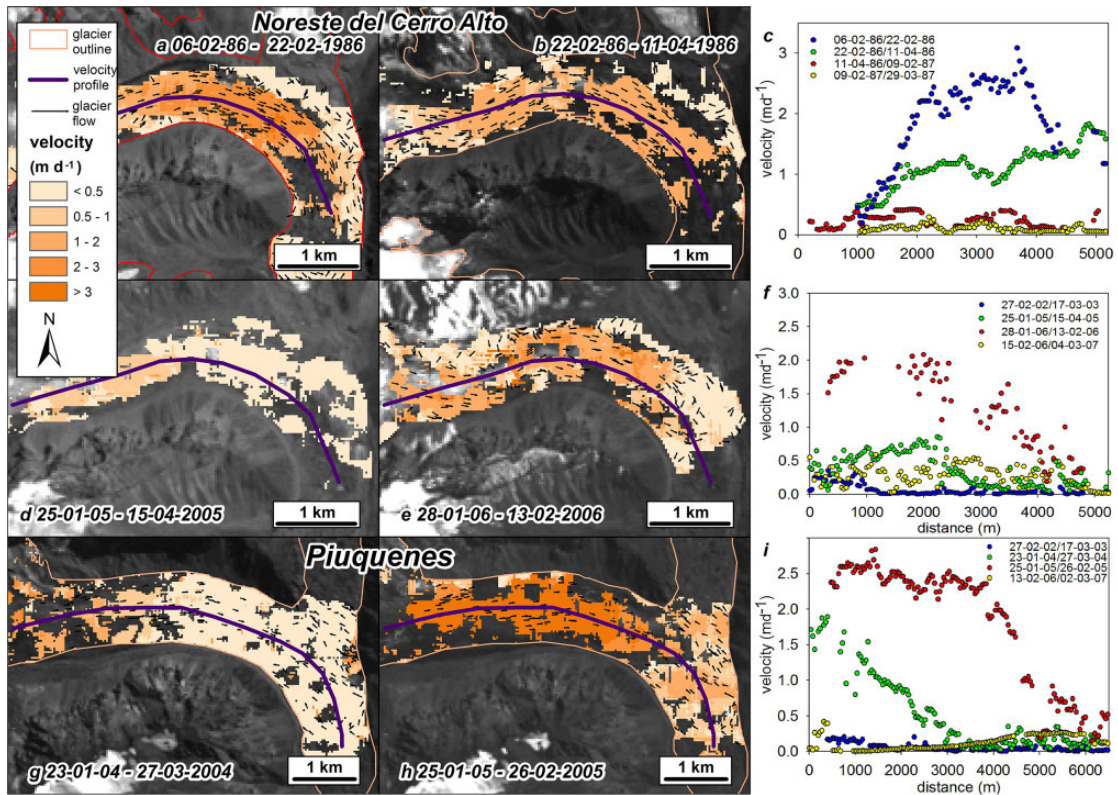 Noreste del Cerro Alto
a 06-02-86 - 22-02-1986
b 22-02-86 - 11-04-1986
glacier
outline
velocity
profile
glacier
flow
velocity
(m d⁻¹)
< 0.5
0.5 - 1
1 - 2
2 - 3
> 3
N
1 km
1 km
c
06-02-86/22-02-86
22-02-86/11-04-86
11-04-86/09-02-87
09-02-87/29-03-87
velocity (md⁻¹)
3
2
1
0
0 1000 2000 3000 4000 5000
d 25-01-05 - 15-04-2005
1 km
e 28-01-06 - 13-02-2006
1 km
f
27-02-02/17-03-03
25-01-05/15-04-05
28-01-06/13-02-06
15-02-06/04-03-07
velocity (md⁻¹)
3.0
2.5
2.0
1.5
1.0
0.5
0.0
0 1000 2000 3000 4000 5000
distance (m)
Piuquenes
g 23-01-04 - 27-03-2004
1 km
h 25-01-05 - 26-02-2005
1 km
i
27-02-02/17-03-03
23-01-04/27-03-04
25-01-05/26-02-05
13-02-06/02-03-07
velocity (md⁻¹)
2.5
2.0
1.5
1.0
0.5
0.0
0 1000 2000 3000 4000 5000 6000
distance (m)